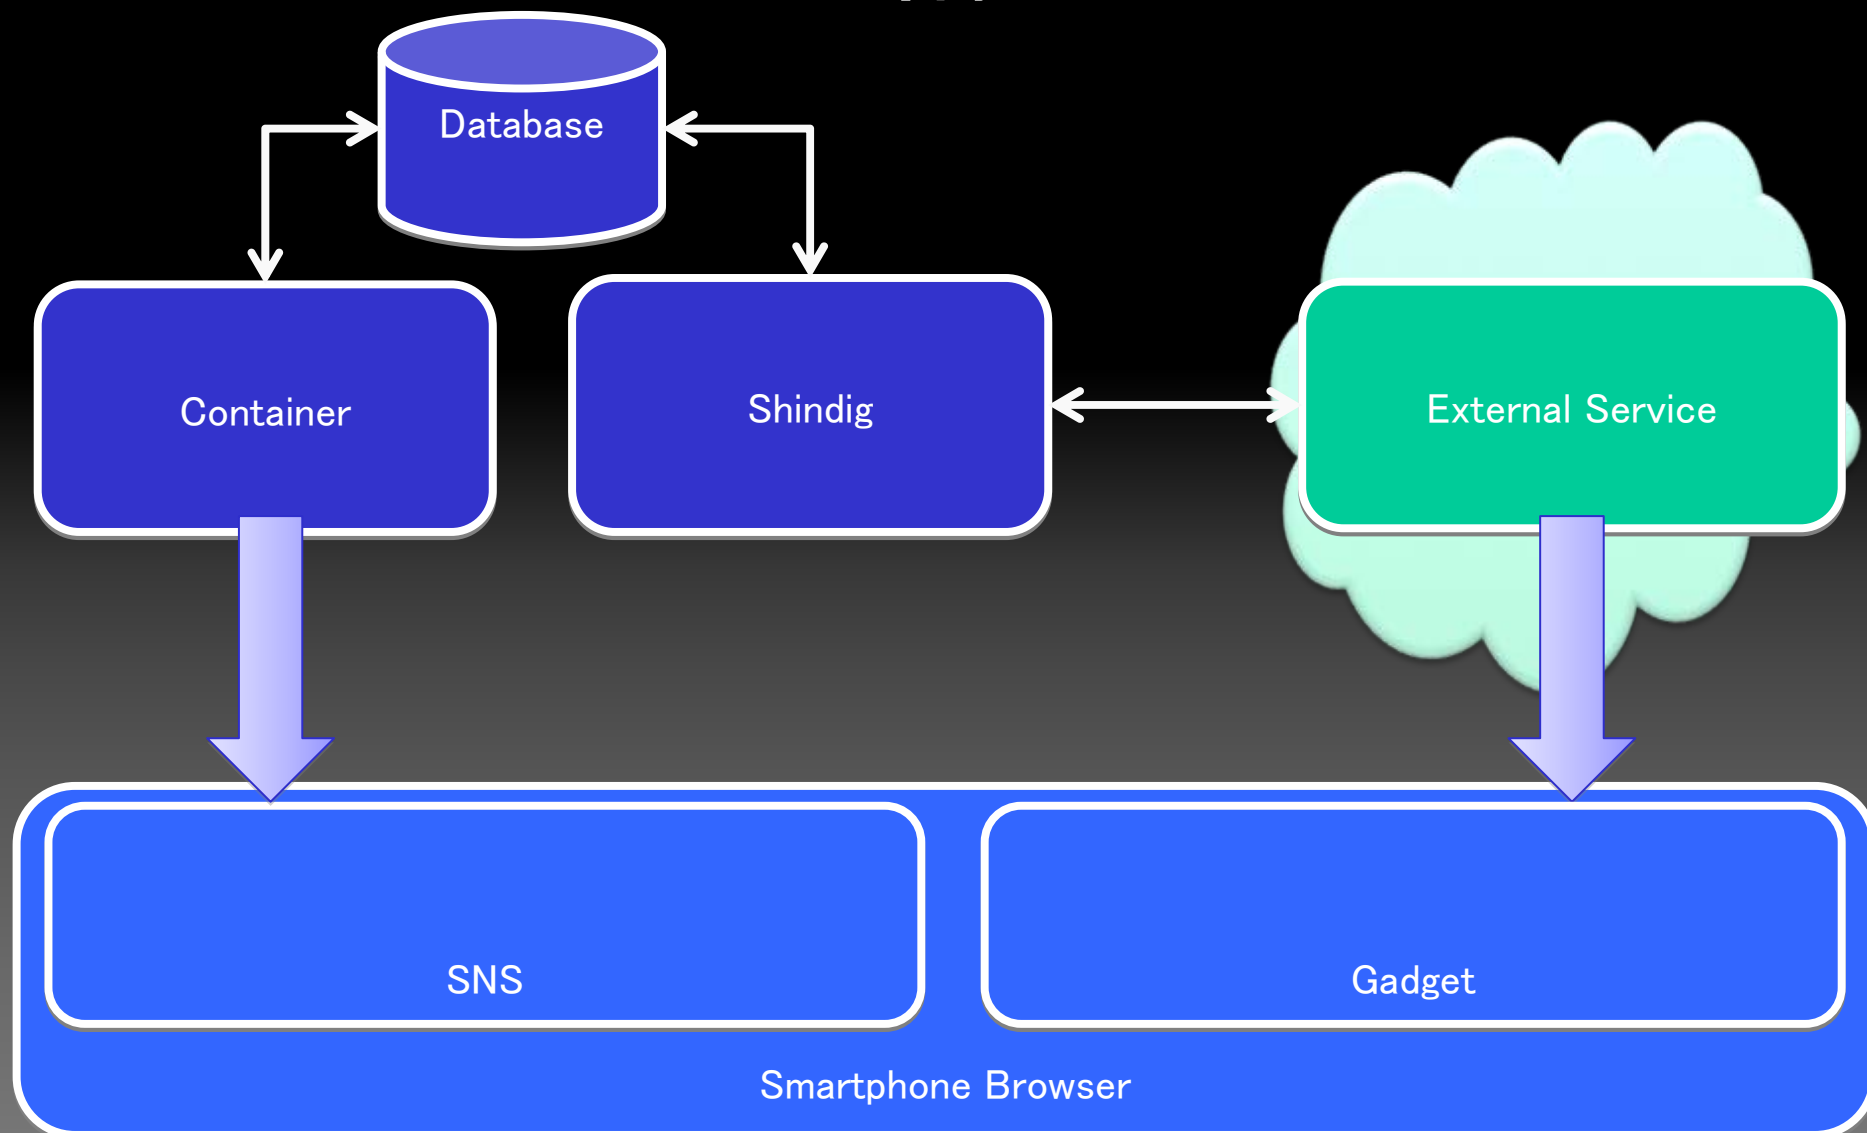 Database
Container
Shindig
External Service
SNS
Gadget
Smartphone Browser